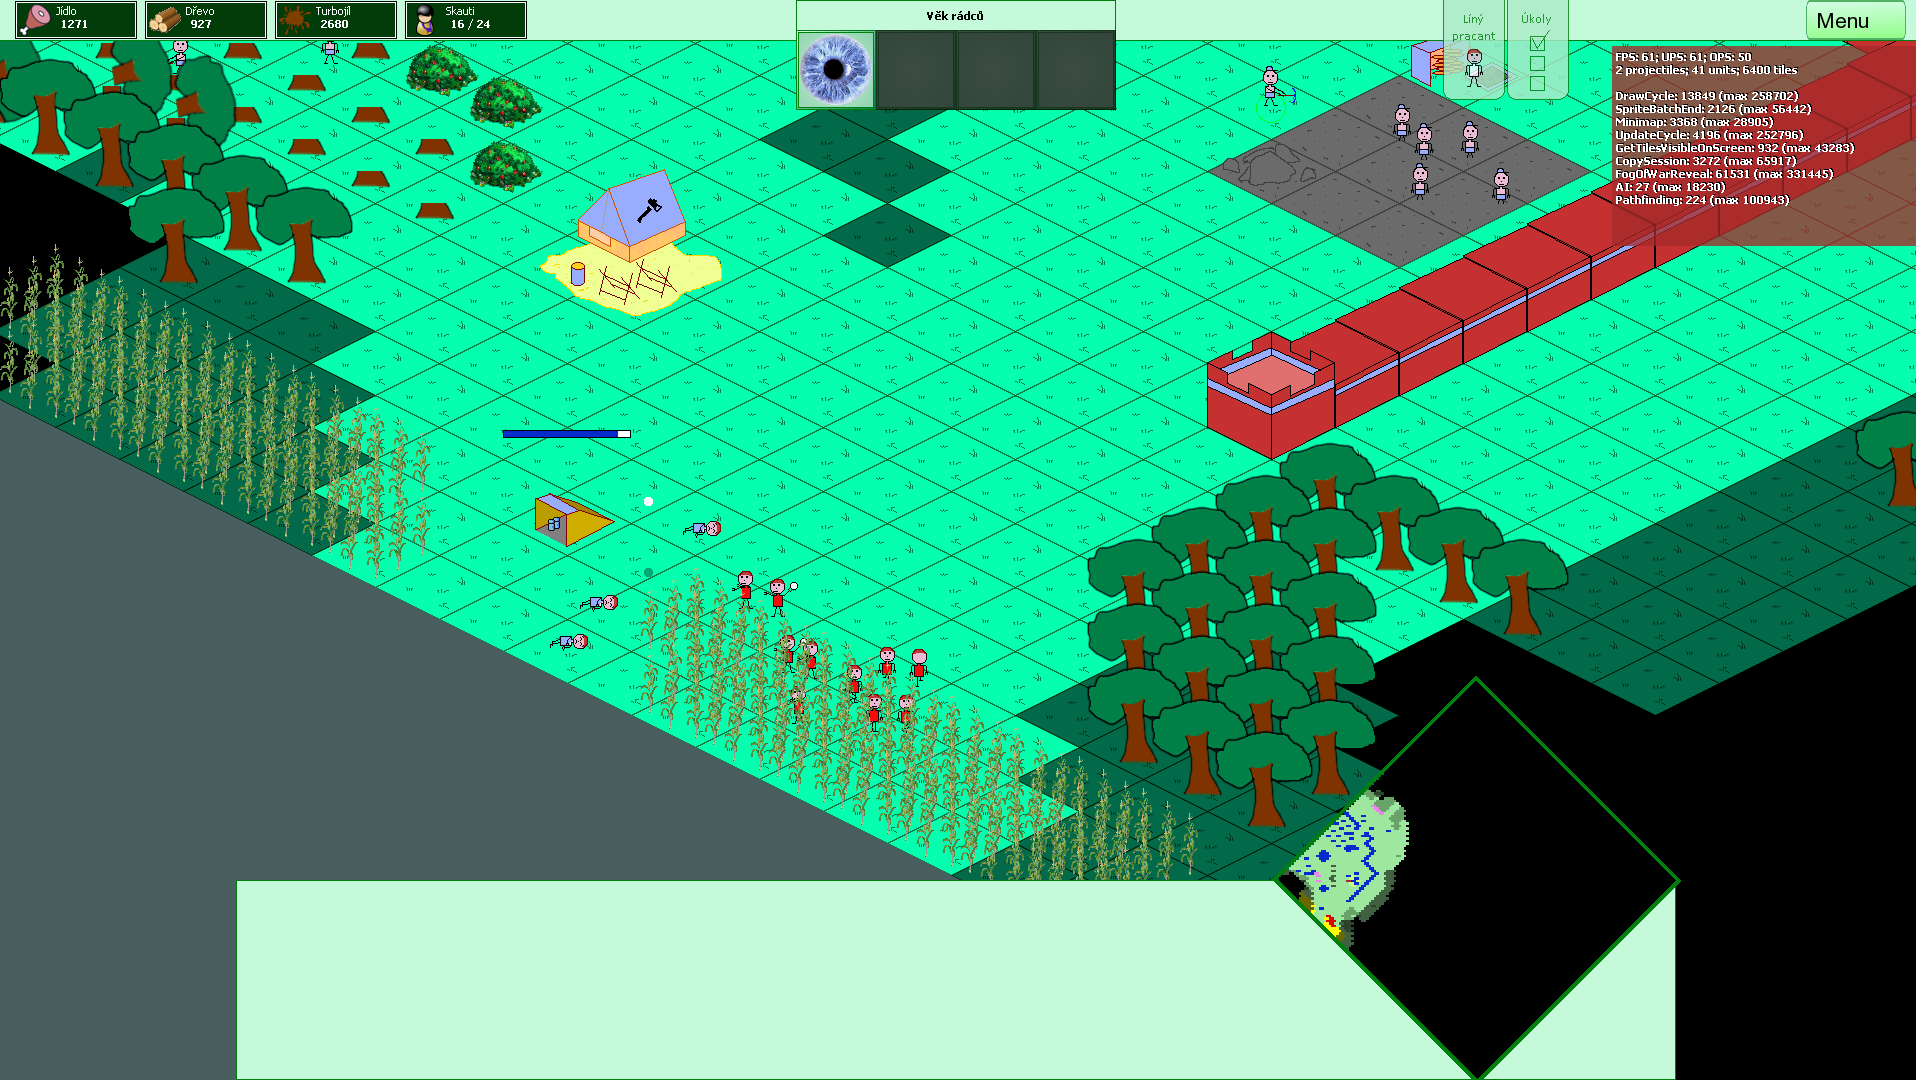 Jídlo
1271
Dřevo
927
Turbojíl
2680
Skauti
16 / 24
Věk rádců
Líný
pracant
Úkoly
Menu
FPS: 61; UPS: 61; OPS: 50
2 projectiles; 41 units; 6400 tiles
DrawCycle: 13849 (max 258702)
SpriteBatchEnd: 2126 (max 56442)
Minimap: 3368 (max 28905)
UpdateCycle: 4196 (max 252796)
GetTilesVisibleOnScreen: 932 (max 43283)
CopySession: 3272 (max 65917)
FogOfWarReveal: 61531 (max 331445)
AI: 27 (max 18230)
Pathfinding: 224 (max 100943)